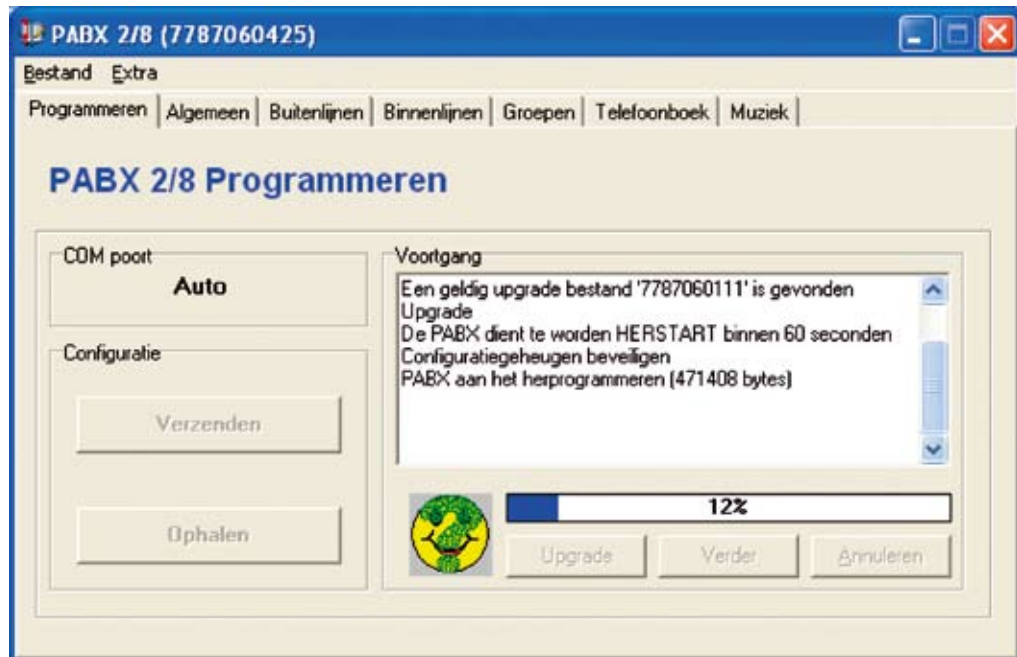 PABX 2/8 (7787060425)
Bestand Extra
Programmeren Algemeen Buitenlijnen Binnenlijnen Groepen Telefoonboek Muziek
PABX 2/8 Programmeren
COM poort
Auto
Configuratie
Verzenden
Ophalen
Voortgang
Een geldig upgrade bestand '7787060111' is gevonden
Upgrade
De PABX dient te worden HERSTART binnen 60 seconden
Configuratiegeheugen beveiligen
PABX aan het herprogrammeren (471408 bytes)
12%
Upgrade Verder Annuleren